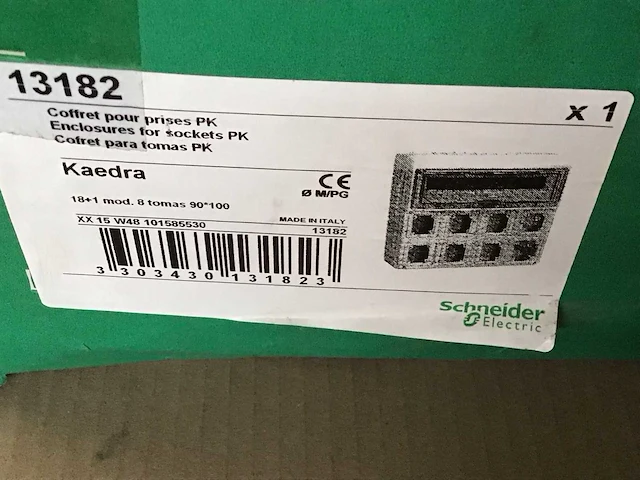 13182
x 1
Coffret pour prises PK
Enclosures for sockets PK
Cofret para tomas PK
Kaedra
CE
Ø M/PG
18+1 mod. 8 tomas 90*100
XX 15 W48 101585530
MADE IN ITALY
13182
3 303430 131823
Schneider
Electric